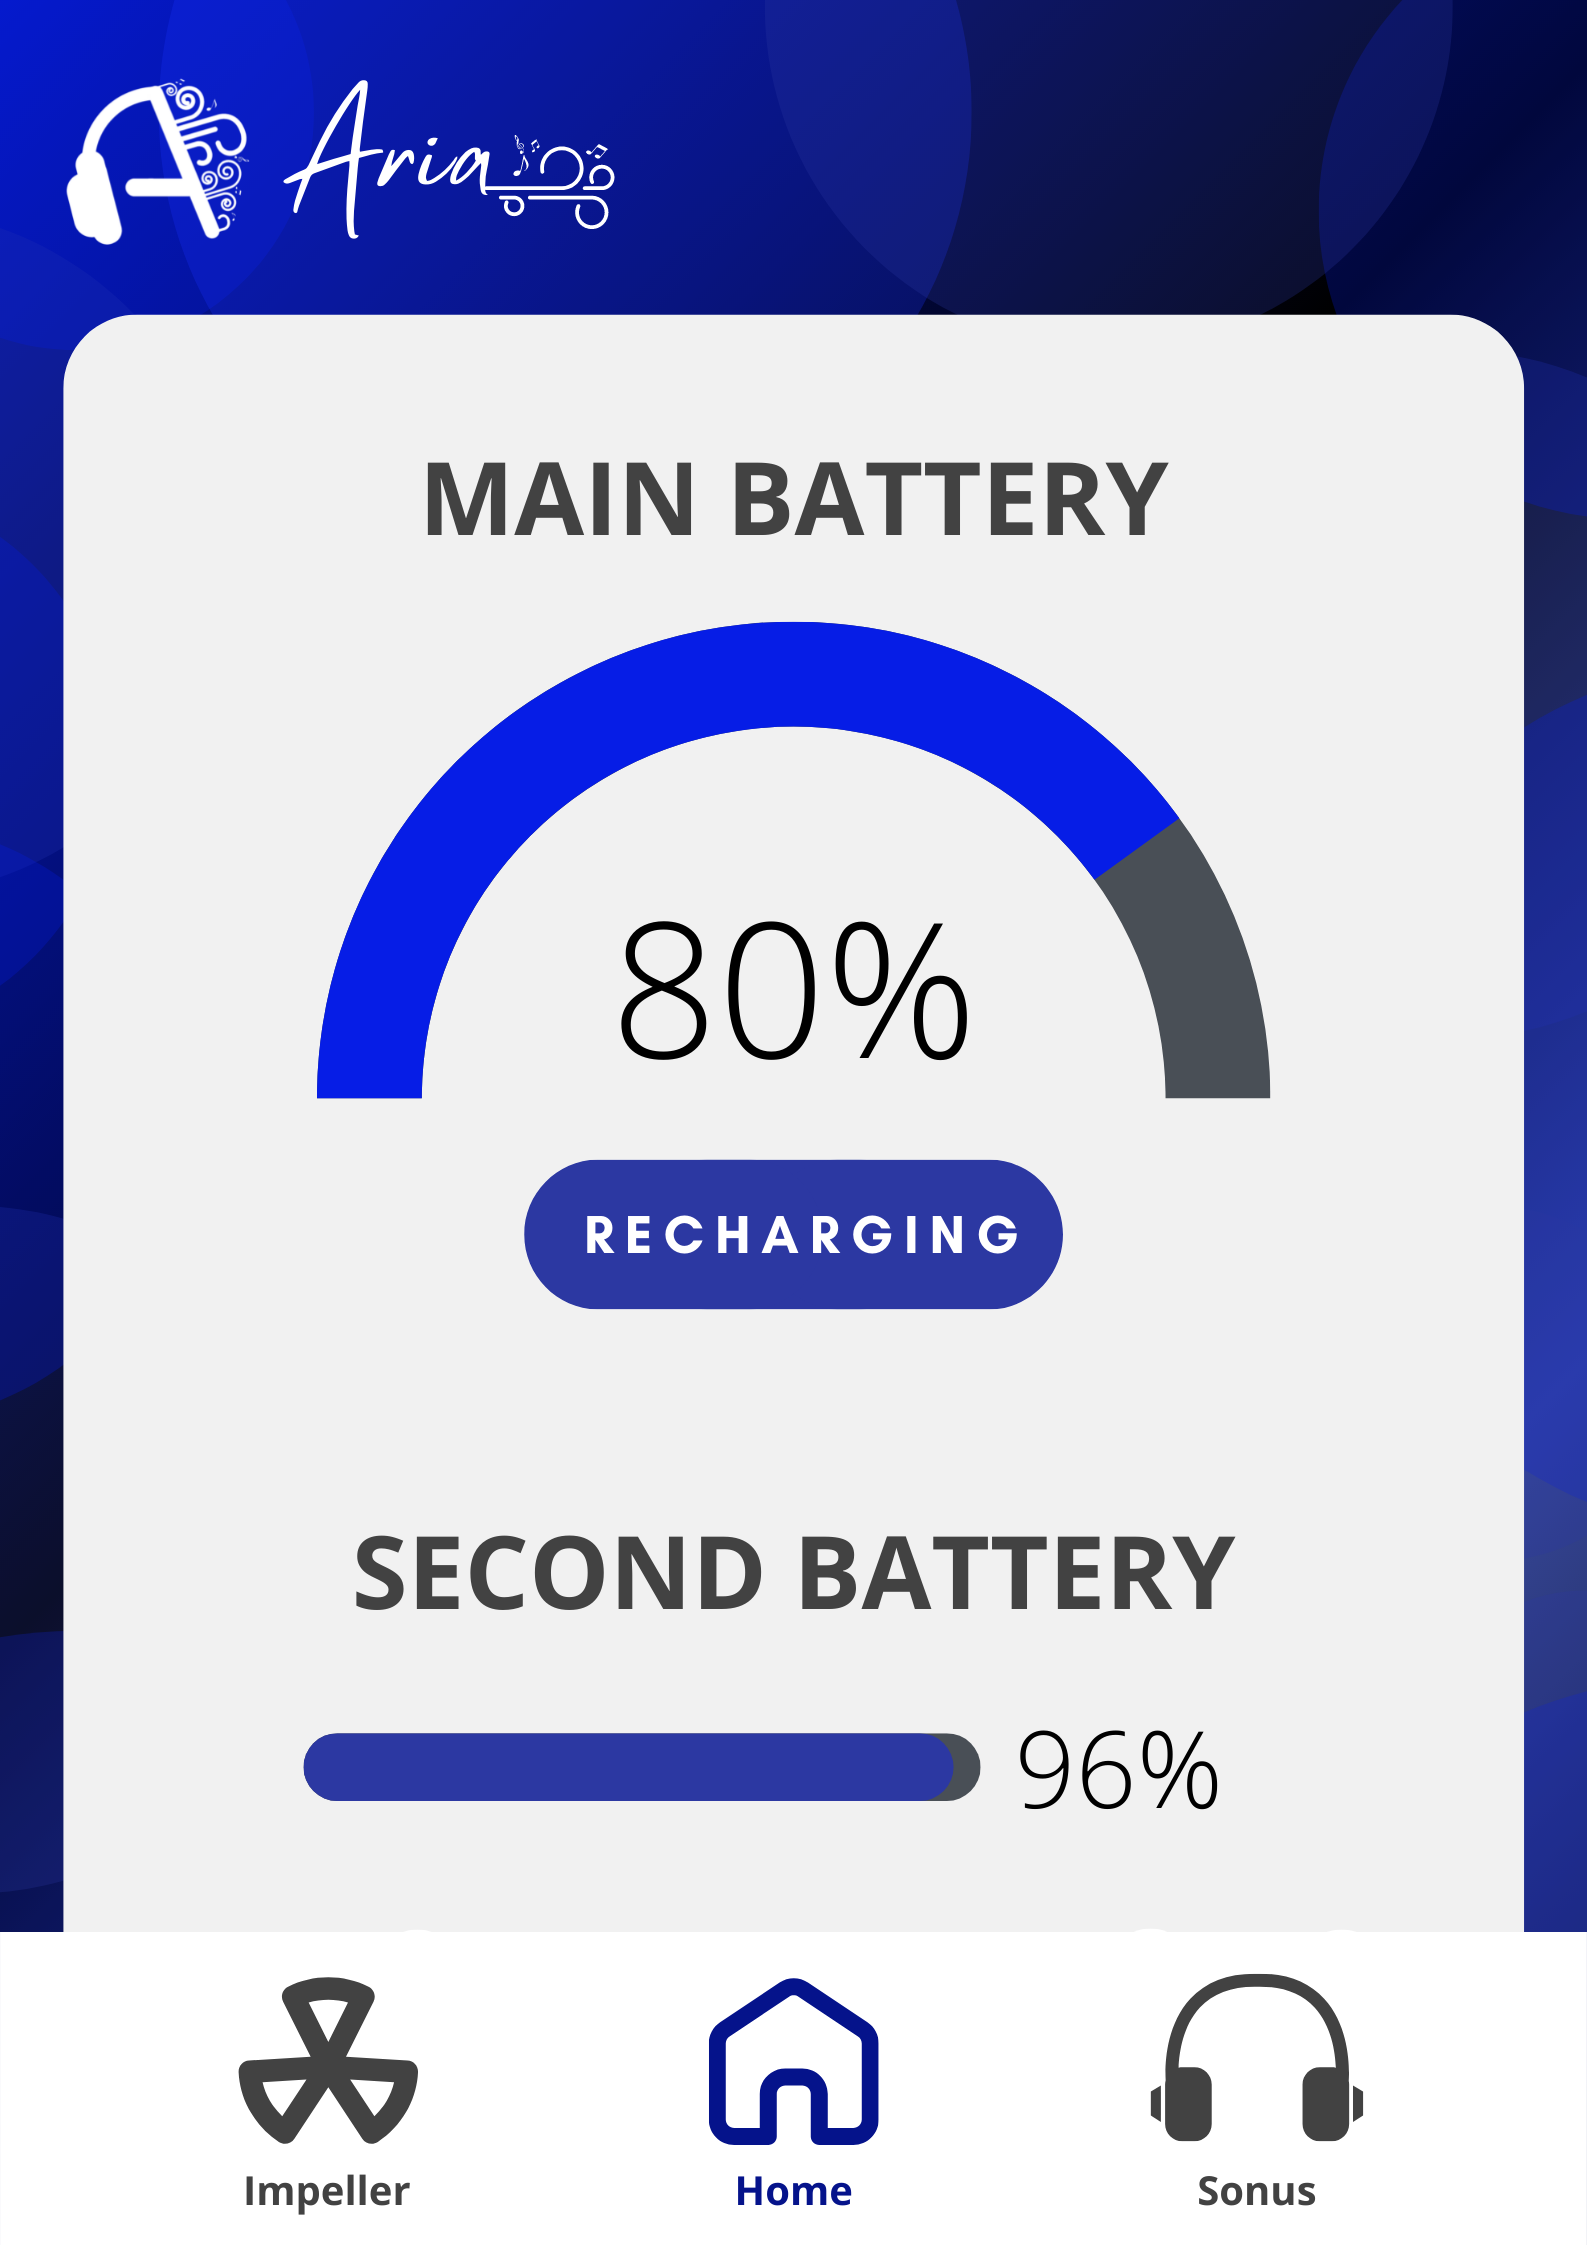 Aria
MAIN BATTERY
80%
RECHARGING
SECOND BATTERY
96%
Impeller
Home
Sonus